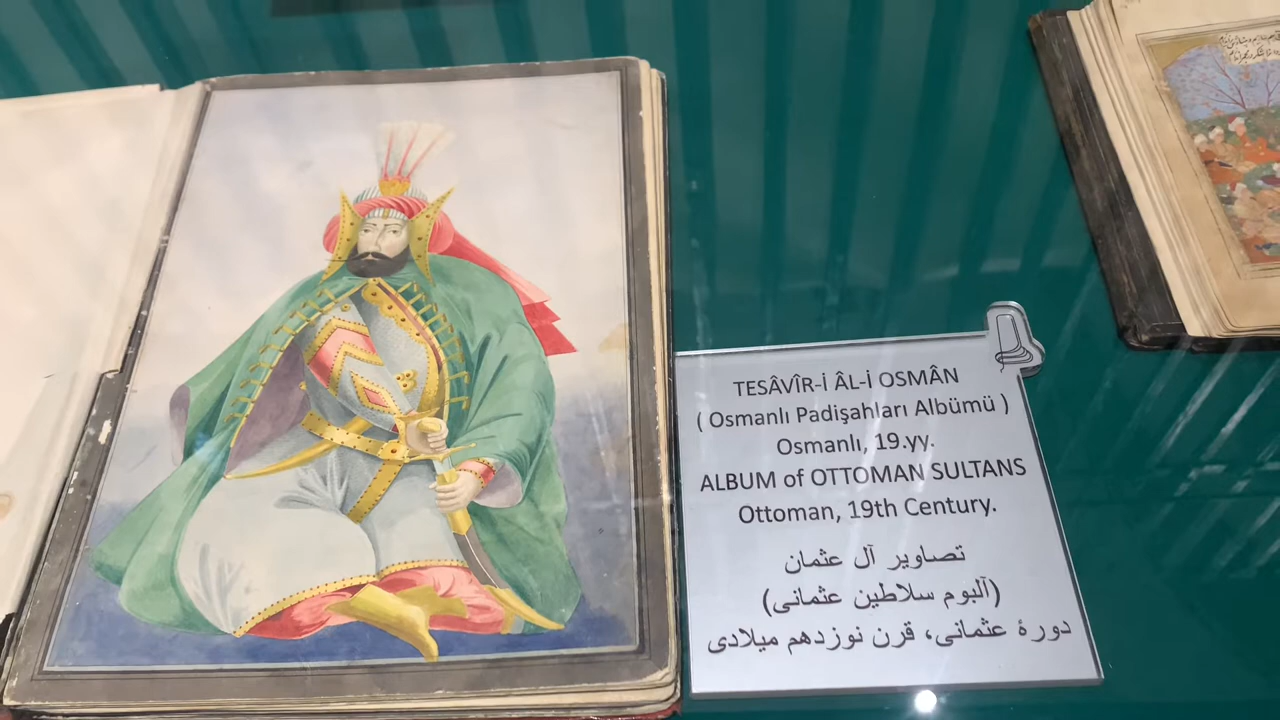 TESÂVÎR-İ ÂL-İ OSMÂN
( Osmanlı Padişahları Albümü )
Osmanlı, 19.yy.
ALBUM of OTTOMAN SULTANS
Ottoman, 19th Century.
تصاویر آل عثمان
(آلبوم سلاطین عثمانی)
دورهٔ عثمانی، قرن نوزدهم میلادی